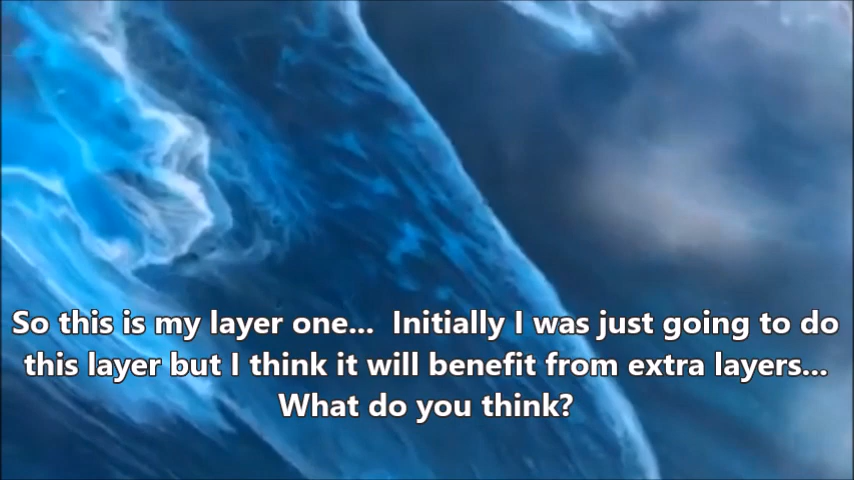 So this is my layer one...  Initially I was just going to do
this layer but I think it will benefit from extra layers...
What do you think?